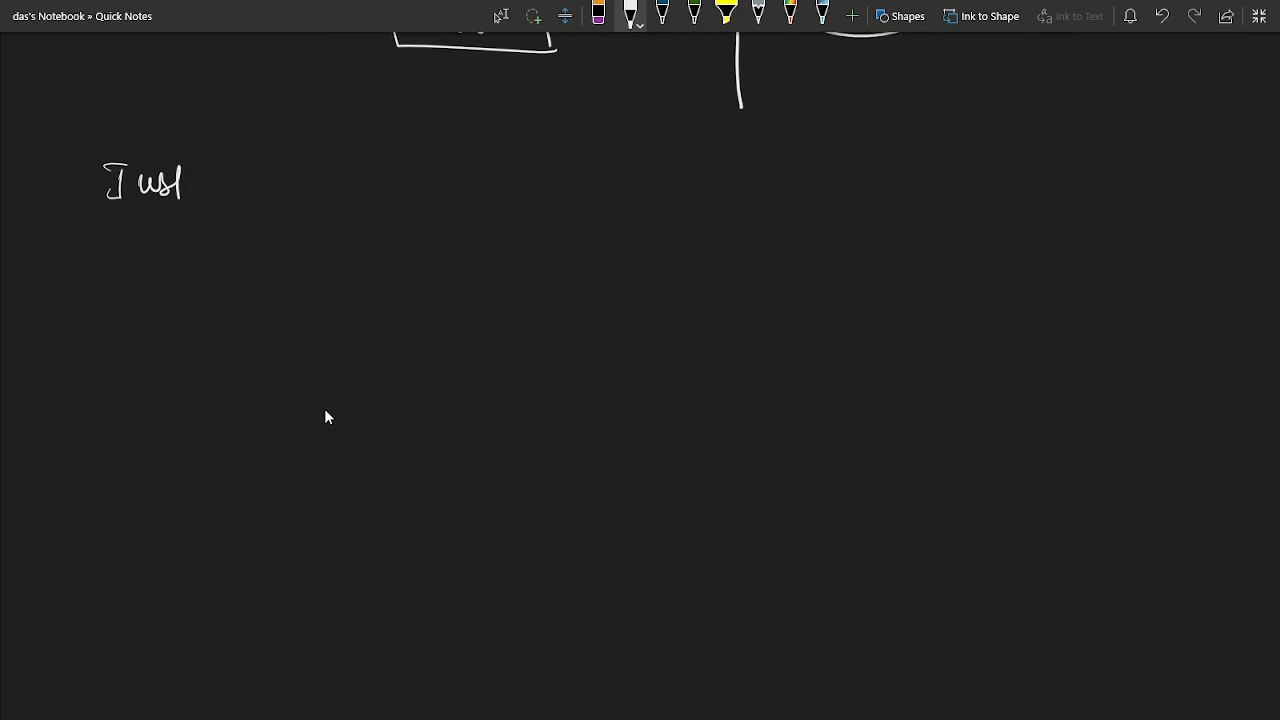 das's Notebook » Quick Notes
Shapes
Ink to Shape
Ink to Text
Just